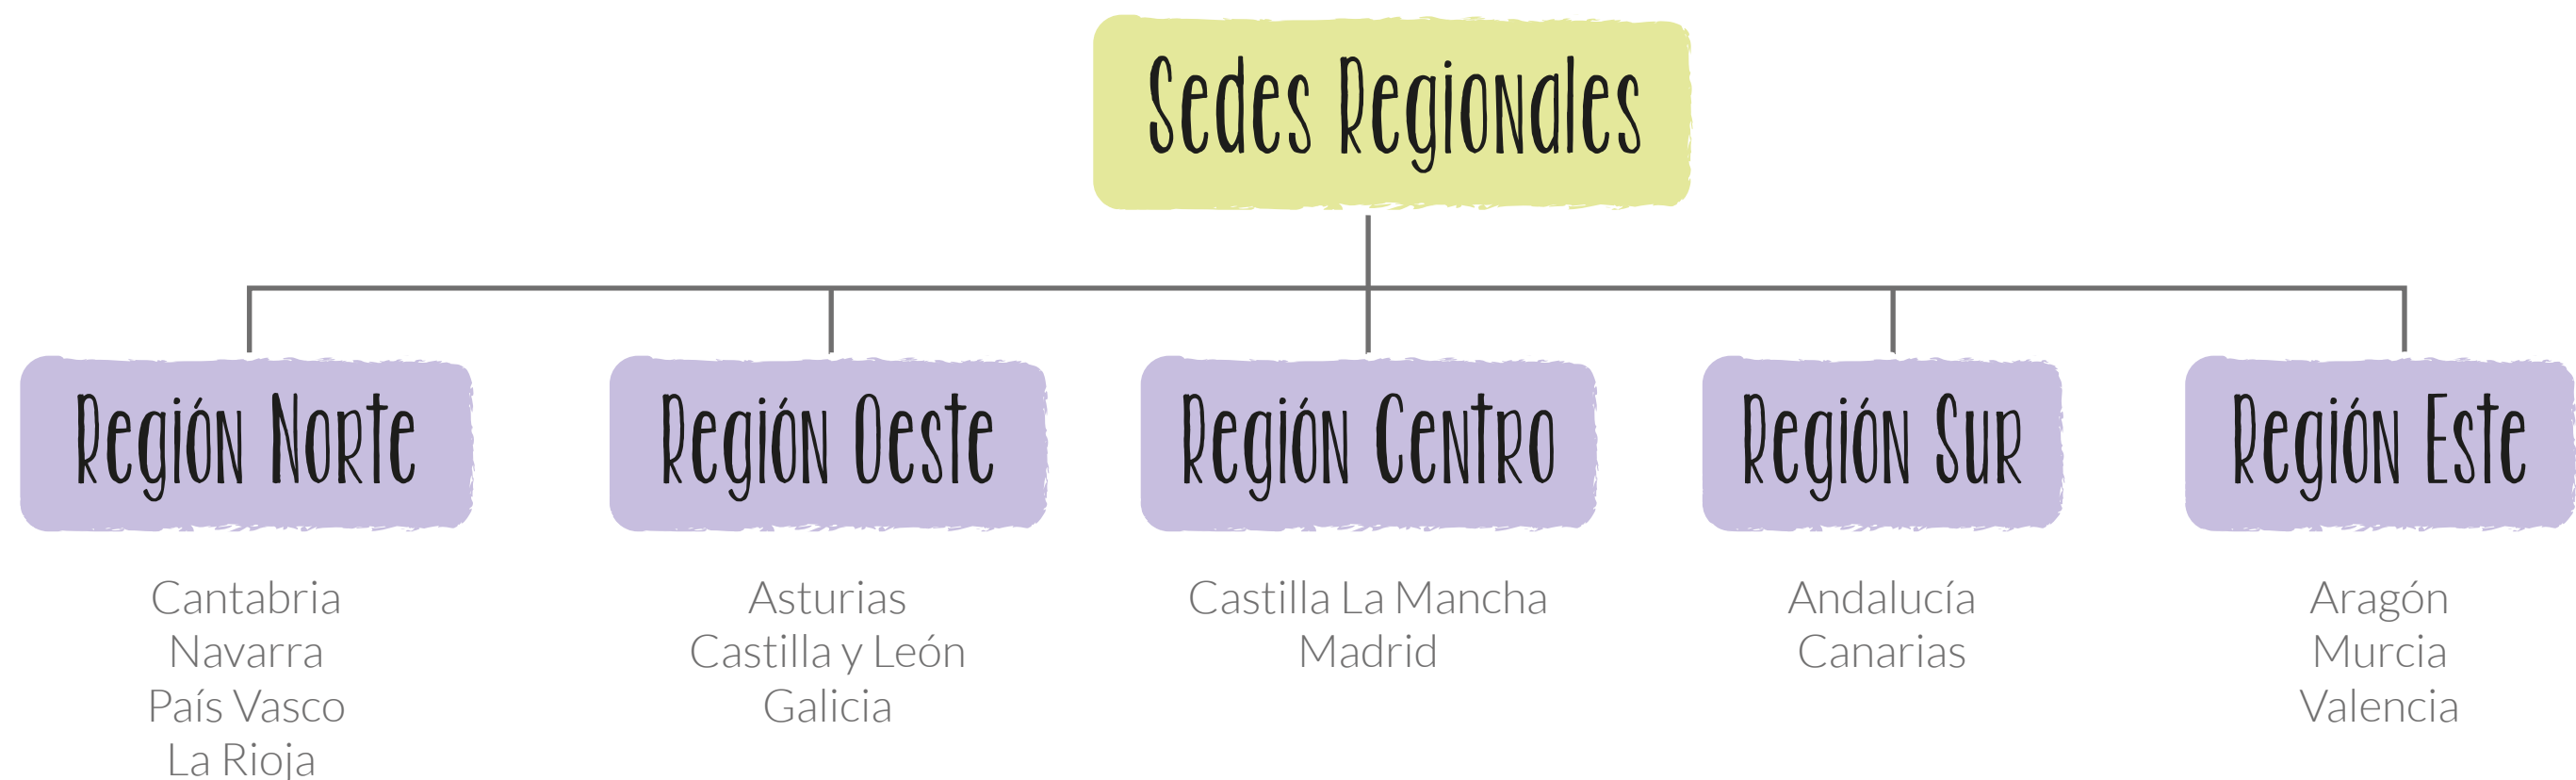 Sedes Regionales
Región Norte
Cantabria
Navarra
País Vasco
La Rioja
Región Oeste
Asturias
Castilla y León
Galicia
Región Centro
Castilla La Mancha
Madrid
Región Sur
Andalucía
Canarias
Región Este
Aragón
Murcia
Valencia